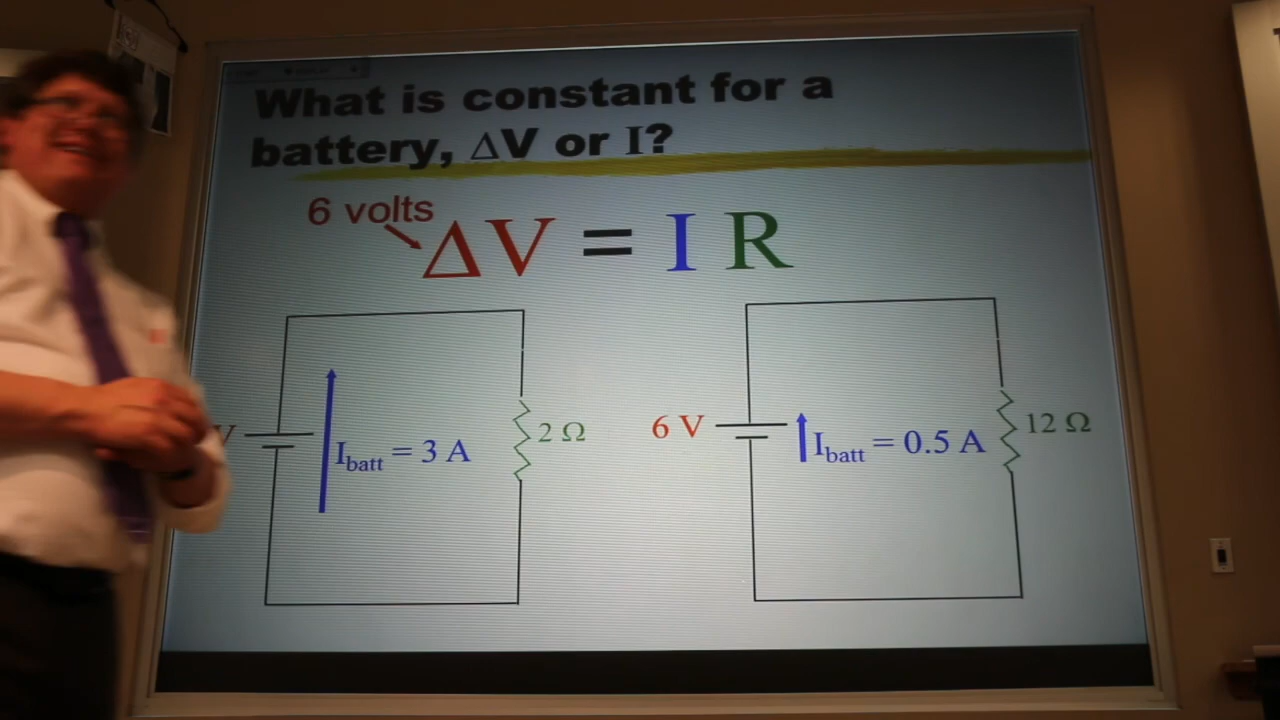 What is constant for a
battery, ΔV or I?
6 volts
ΔV = I R
V
I_batt = 3 A
2 Ω
6 V
I_batt = 0.5 A
12 Ω